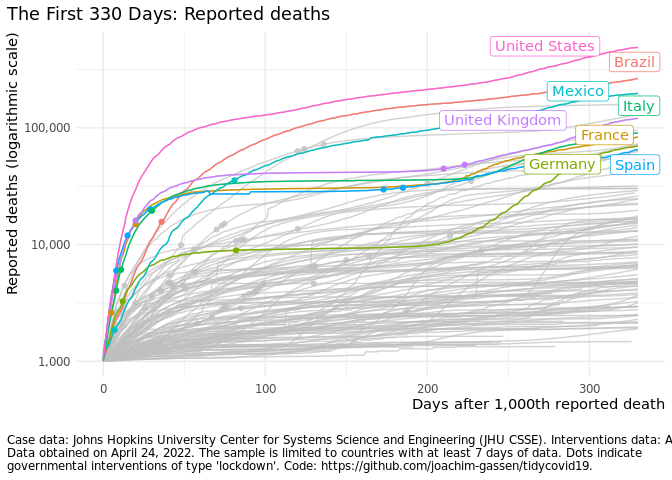 The First 330 Days: Reported deaths
Reported deaths (logarithmic scale)
United States
Brazil
Mexico
Italy
United Kingdom
France
Germany
Spain
100,000
10,000
1,000
0
100
200
300
Days after 1,000th reported death
Case data: Johns Hopkins University Center for Systems Science and Engineering (JHU CSSE). Interventions data: A
Data obtained on April 24, 2022. The sample is limited to countries with at least 7 days of data. Dots indicate
governmental interventions of type 'lockdown'. Code: https://github.com/joachim-gassen/tidycovid19.